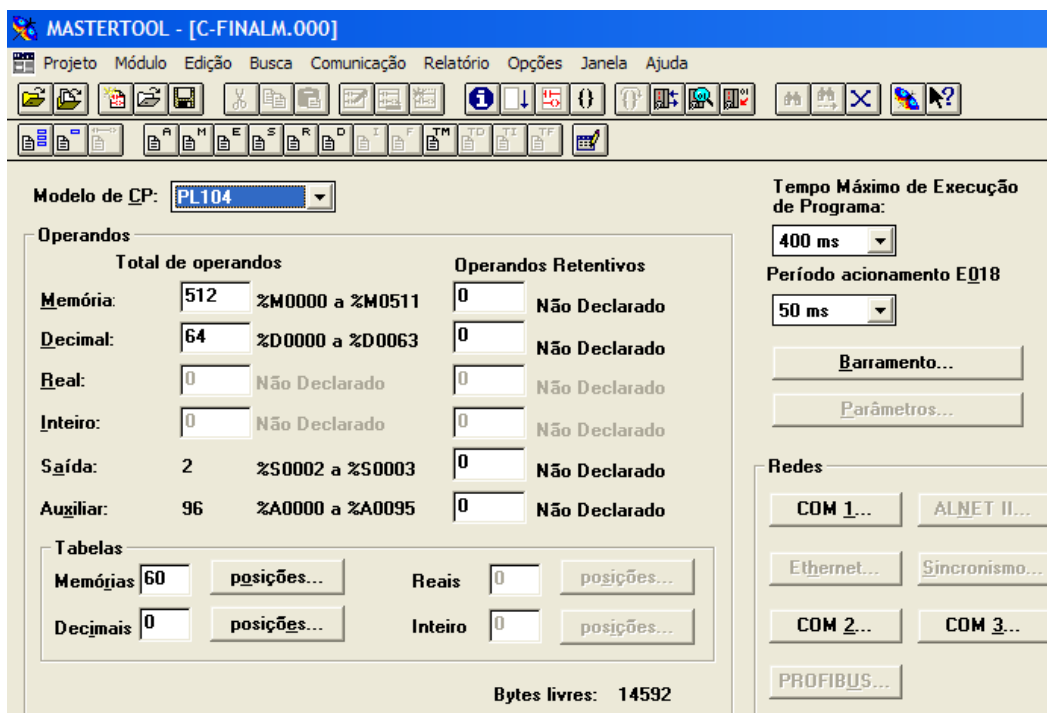 MASTERTOOL - [C-FINALM.000]
Projeto Módulo Edição Busca Comunicação Relatório Opções Janela Ajuda
A M E S R D I F TM TD TI TF
Modelo de CP: PL104
Operandos
Total de operandos Operandos Retentivos
Memória: 512 %M0000 a %M0511 0 Não Declarado
Decimal: 64 %D0000 a %D0063 0 Não Declarado
Real: 0 Não Declarado 0 Não Declarado
Inteiro: 0 Não Declarado 0 Não Declarado
Saída: 2 %S0002 a %S0003 0 Não Declarado
Auxiliar: 96 %A0000 a %A0095 0 Não Declarado
Tabelas
Memórias 60 posições... Reais 0 posições...
Decimais 0 posições... Inteiro 0 posições...
Bytes livres: 14592
Tempo Máximo de Execução
de Programa:
400 ms
Período acionamento E018
50 ms
Barramento...
Parâmetros...
Redes
COM 1... ALNET II...
Ethernet... Sincronismo...
COM 2... COM 3...
PROFIBUS...